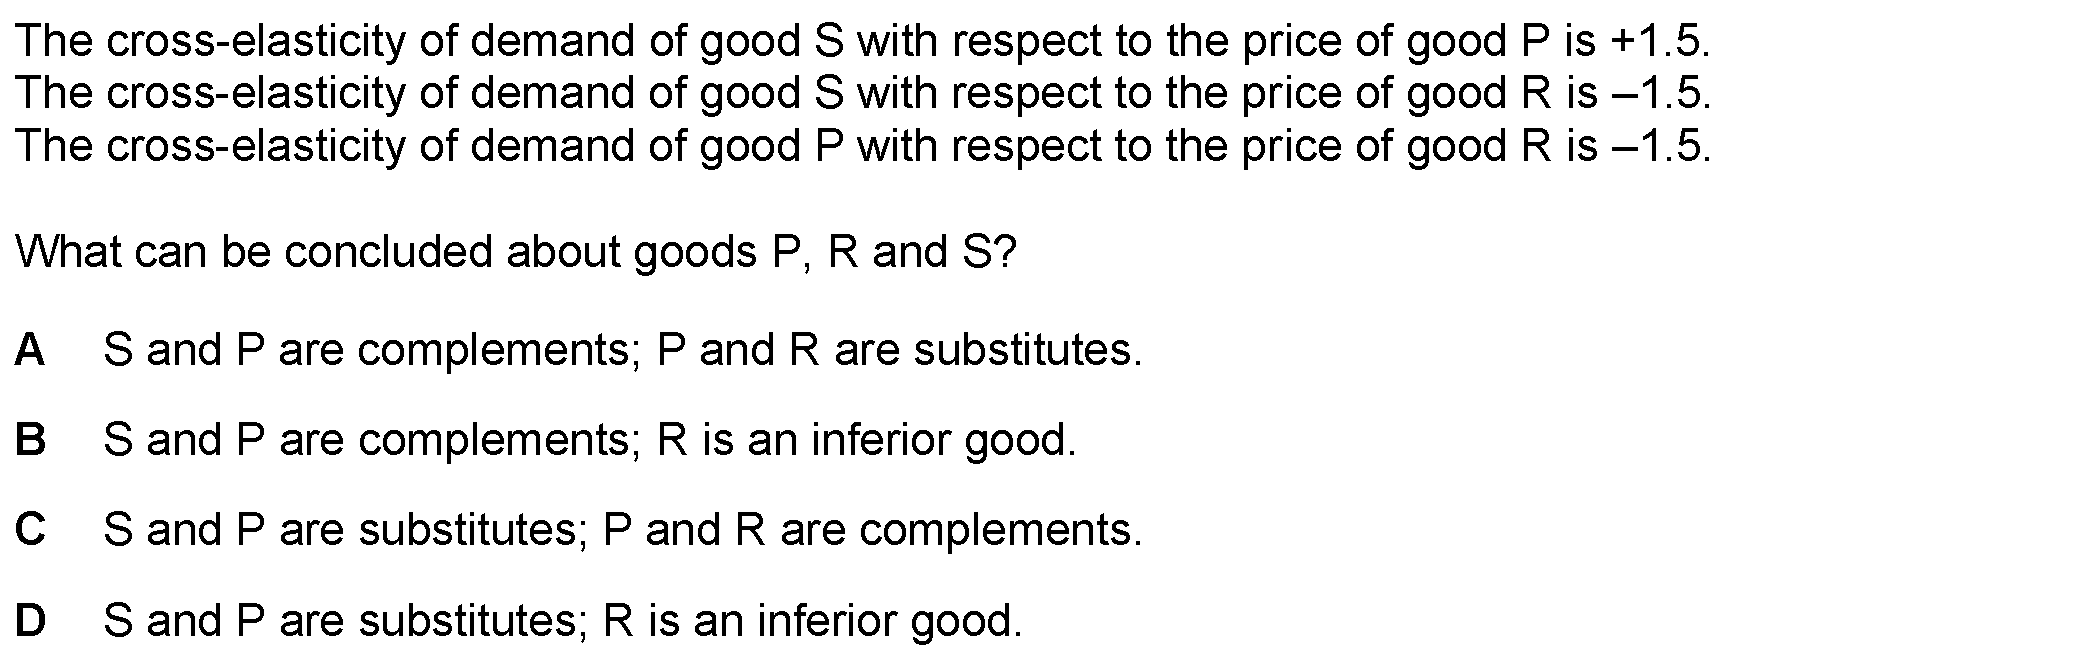 The cross-elasticity of demand of good S with respect to the price of good P is +1.5.
The cross-elasticity of demand of good S with respect to the price of good R is –1.5.
The cross-elasticity of demand of good P with respect to the price of good R is –1.5.
What can be concluded about goods P, R and S?
A S and P are complements; P and R are substitutes.
B S and P are complements; R is an inferior good.
C S and P are substitutes; P and R are complements.
D S and P are substitutes; R is an inferior good.